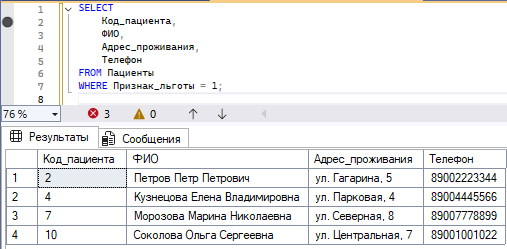 1 SELECT
2 Код_пациента,
3 ФИО,
4 Адрес_проживания,
5 Телефон
6 FROM Пациенты
7 WHERE Признак_льготы = 1;
8
76 % 3 0
Результаты Сообщения
Код_пациента ФИО Адрес_проживания Телефон
1 2 Петров Петр Петрович ул. Гагарина, 5 89002223344
2 4 Кузнецова Елена Владимировна ул. Парковая, 4 89004445566
3 7 Морозова Марина Николаевна ул. Северная, 8 89007778899
4 10 Соколова Ольга Сергеевна ул. Центральная, 7 89001001022